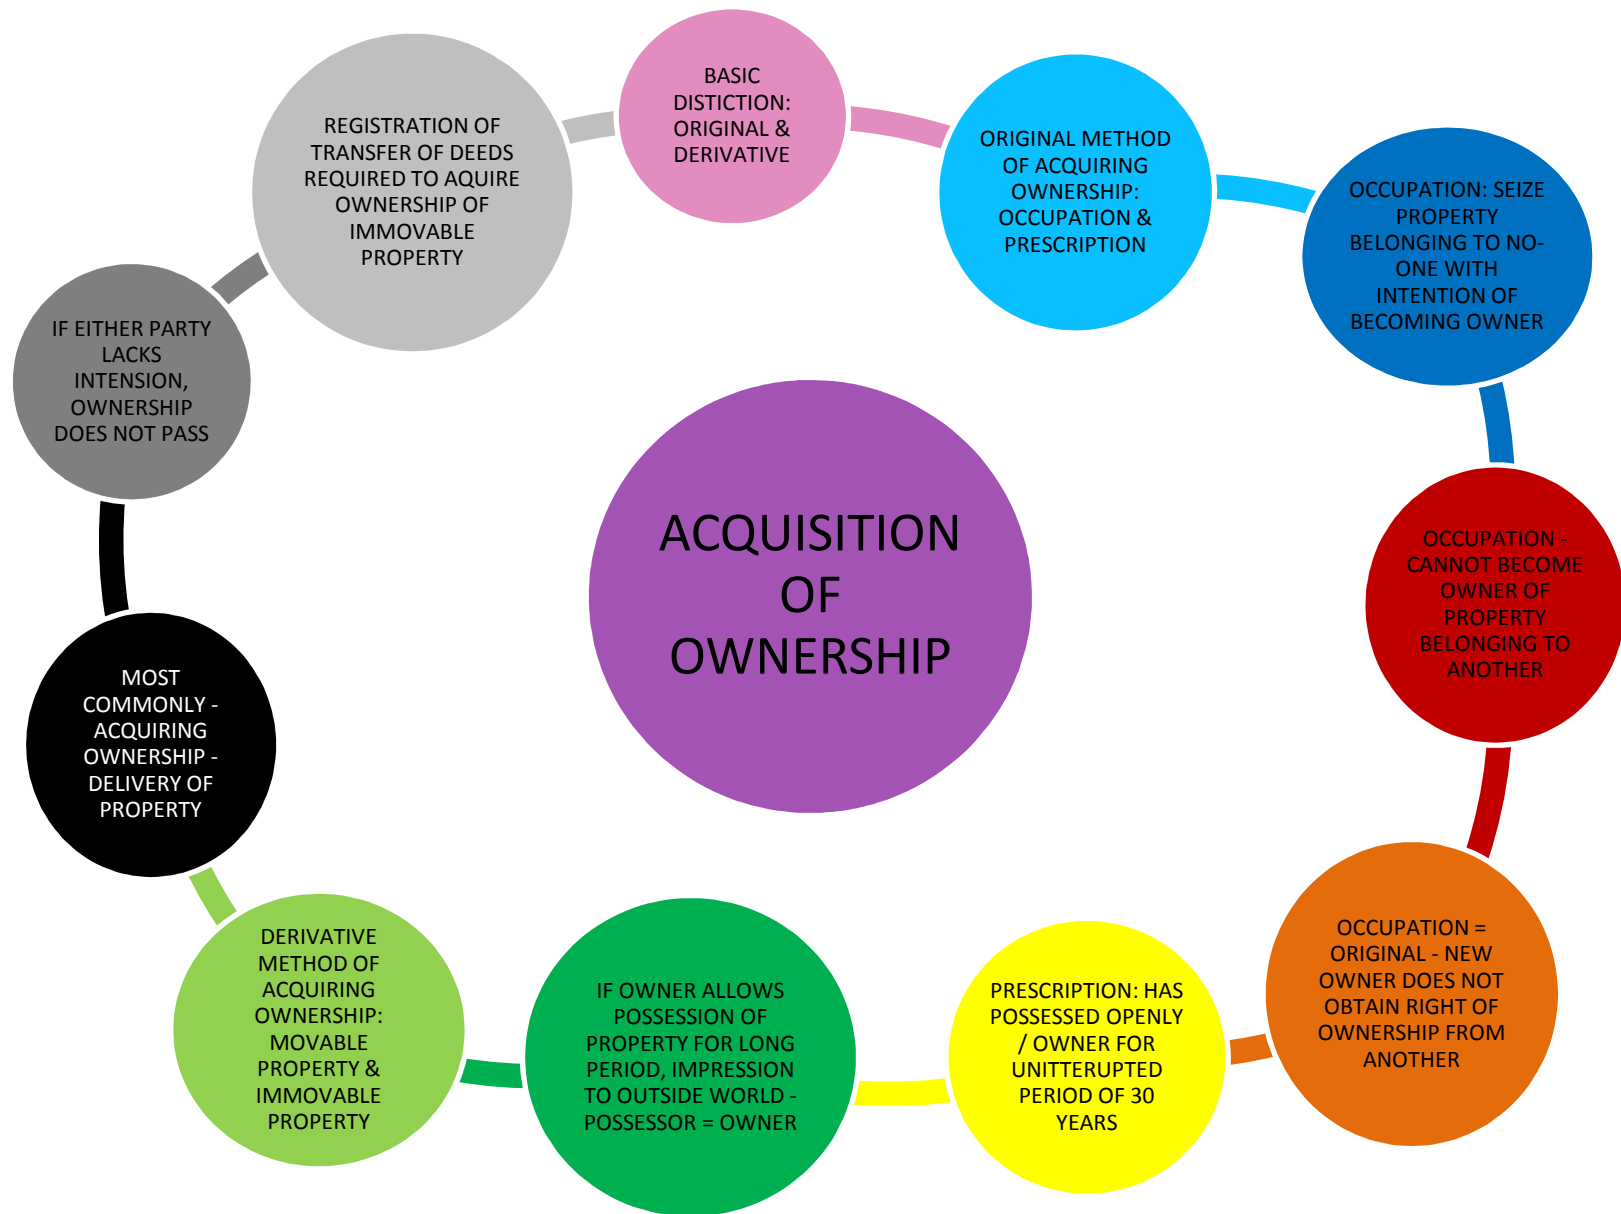 BASIC
DISTICTION:
ORIGINAL &
DERIVATIVE
ORIGINAL METHOD
OF ACQUIRING
OWNERSHIP:
OCCUPATION &
PRESCRIPTION
OCCUPATION: SEIZE
PROPERTY
BELONGING TO NO-
ONE WITH
INTENTION OF
BECOMING OWNER
OCCUPATION -
CANNOT BECOME
OWNER OF
PROPERTY
BELONGING TO
ANOTHER
OCCUPATION =
ORIGINAL - NEW
OWNER DOES NOT
OBTAIN RIGHT OF
OWNERSHIP FROM
ANOTHER
PRESCRIPTION: HAS
POSSESSED OPENLY
/ OWNER FOR
UNITTERUPTED
PERIOD OF 30
YEARS
IF OWNER ALLOWS
POSSESSION OF
PROPERTY FOR LONG
PERIOD, IMPRESSION
TO OUTSIDE WORLD -
POSSESSOR = OWNER
DERIVATIVE
METHOD OF
ACQUIRING
OWNERSHIP:
MOVABLE
PROPERTY &
IMMOVABLE
PROPERTY
MOST
COMMONLY -
ACQUIRING
OWNERSHIP -
DELIVERY OF
PROPERTY
IF EITHER PARTY
LACKS
INTENSION,
OWNERSHIP
DOES NOT PASS
REGISTRATION OF
TRANSFER OF DEEDS
REQUIRED TO AQUIRE
OWNERSHIP OF
IMMOVABLE
PROPERTY
ACQUISITION
OF
OWNERSHIP